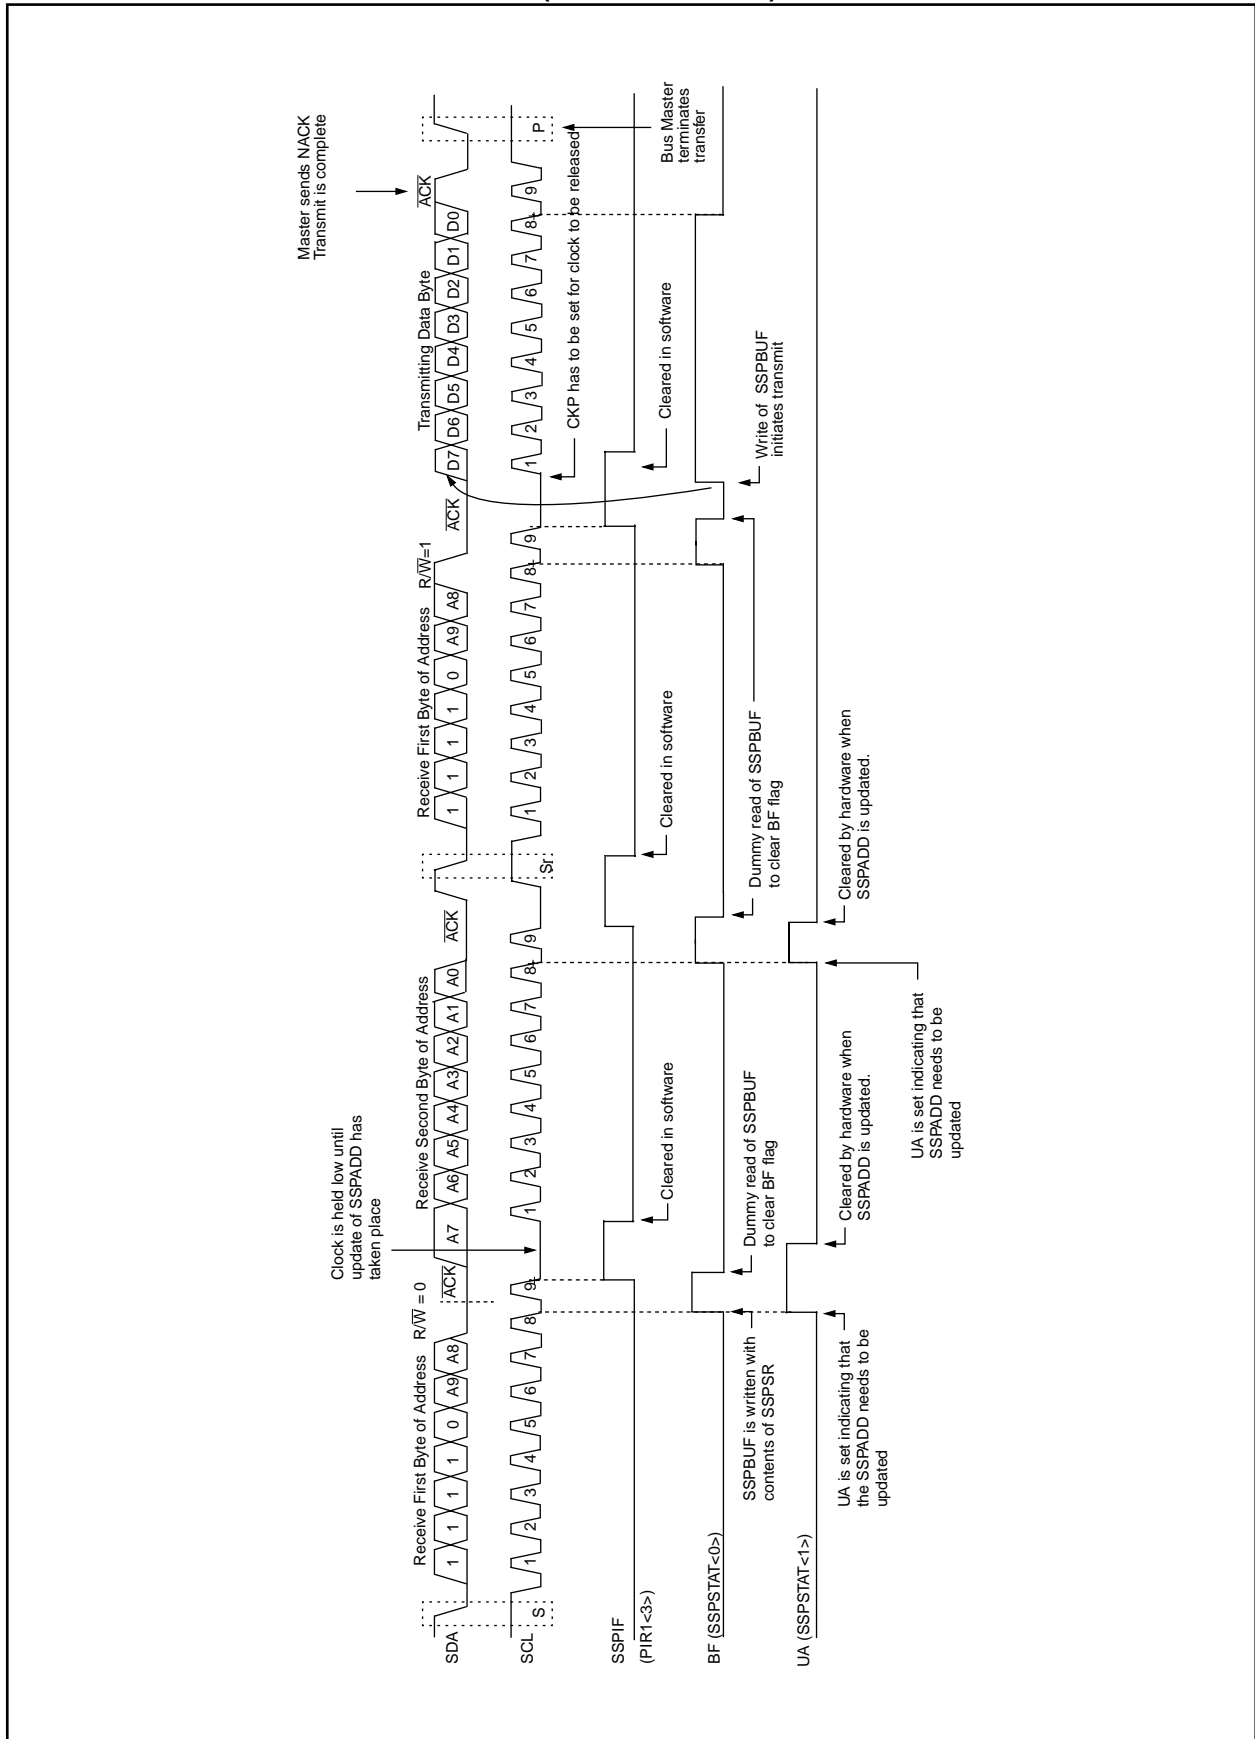 Master sends NACK
Transmit is complete
Clock is held low until
update of SSPADD has
taken place
Receive First Byte of Address R/W = 0
Receive Second Byte of Address
Receive First Byte of Address R/W=1
Transmitting Data Byte
SDA
1 1 1 1 0 A9 A8 ACK A7 A6 A5 A4 A3 A2 A1 A0 ACK 1 1 1 1 0 A9 A8 ACK D7 D6 D5 D4 D3 D2 D1 D0 ACK
SCL
S 1 2 3 4 5 6 7 8 9 1 2 3 4 5 6 7 8 9 Sr 1 2 3 4 5 6 7 8 9 1 2 3 4 5 6 7 8 9 P
CKP has to be set for clock to be released
Bus Master
terminates
transfer
SSPIF
(PIR1<3>)
Cleared in software
Cleared in software
Cleared in software
BF (SSPSTAT<0>)
SSPBUF is written with
contents of SSPSR
Dummy read of SSPBUF
to clear BF flag
Dummy read of SSPBUF
to clear BF flag
Write of SSPBUF
initiates transmit
UA (SSPSTAT<1>)
UA is set indicating that
the SSPADD needs to be
updated
Cleared by hardware when
SSPADD is updated.
UA is set indicating that
SSPADD needs to be
updated
Cleared by hardware when
SSPADD is updated.